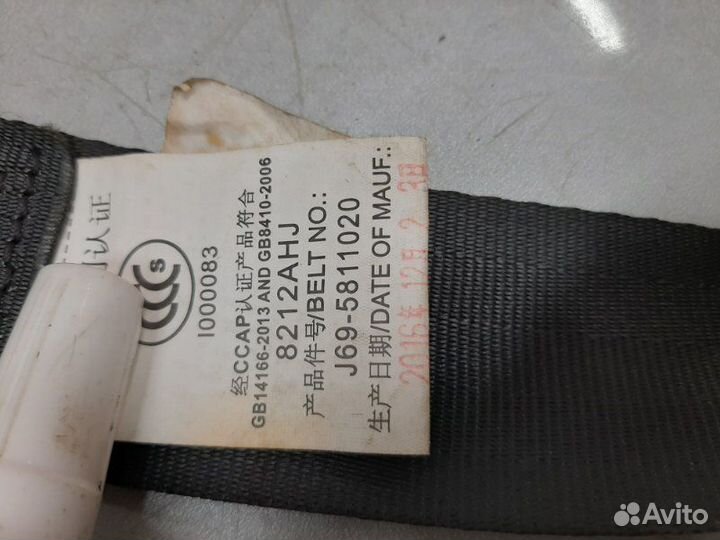 认证
S
I000083
经CCAP认证产品符合
GB14166-2013 AND GB8410-2006
8212AHJ
产品件号/BELT NO.:
J69-5811020
生产日期/DATE OF MAUF.:
2016年 12月 2 3日
Avito